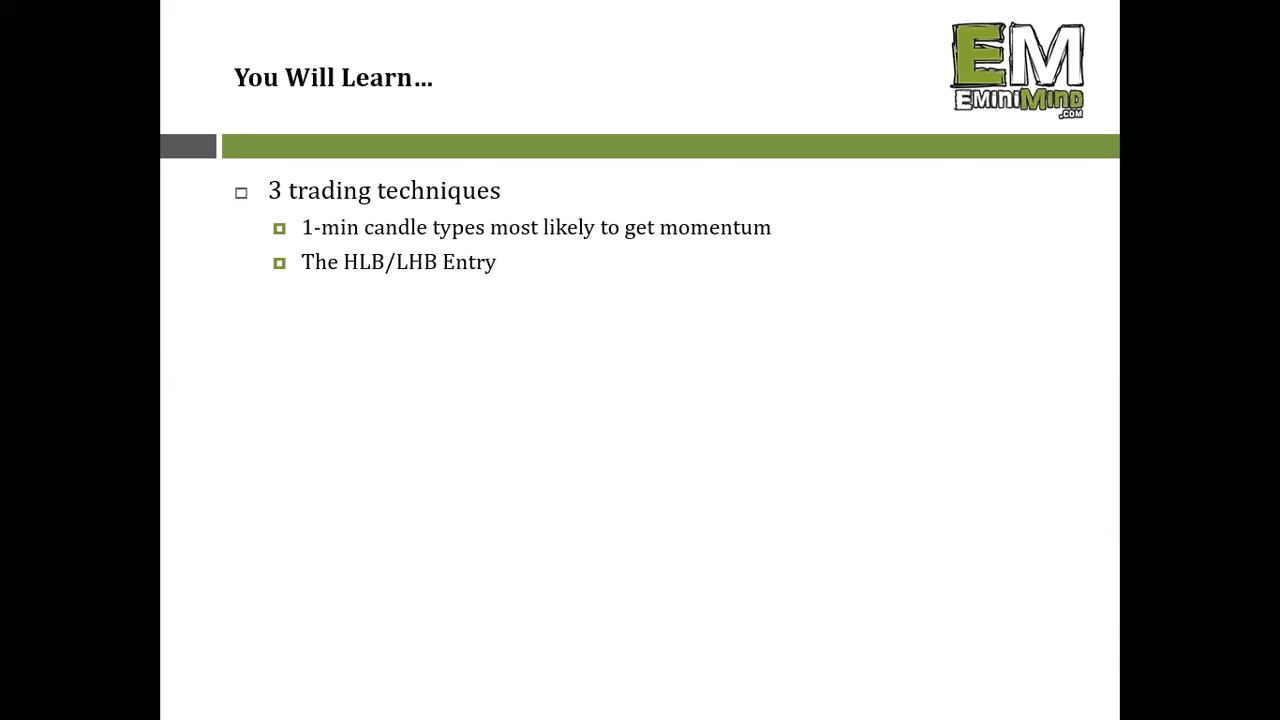 You Will Learn…
EM
EMINIMIND
.COM
3 trading techniques
1-min candle types most likely to get momentum
The HLB/LHB Entry